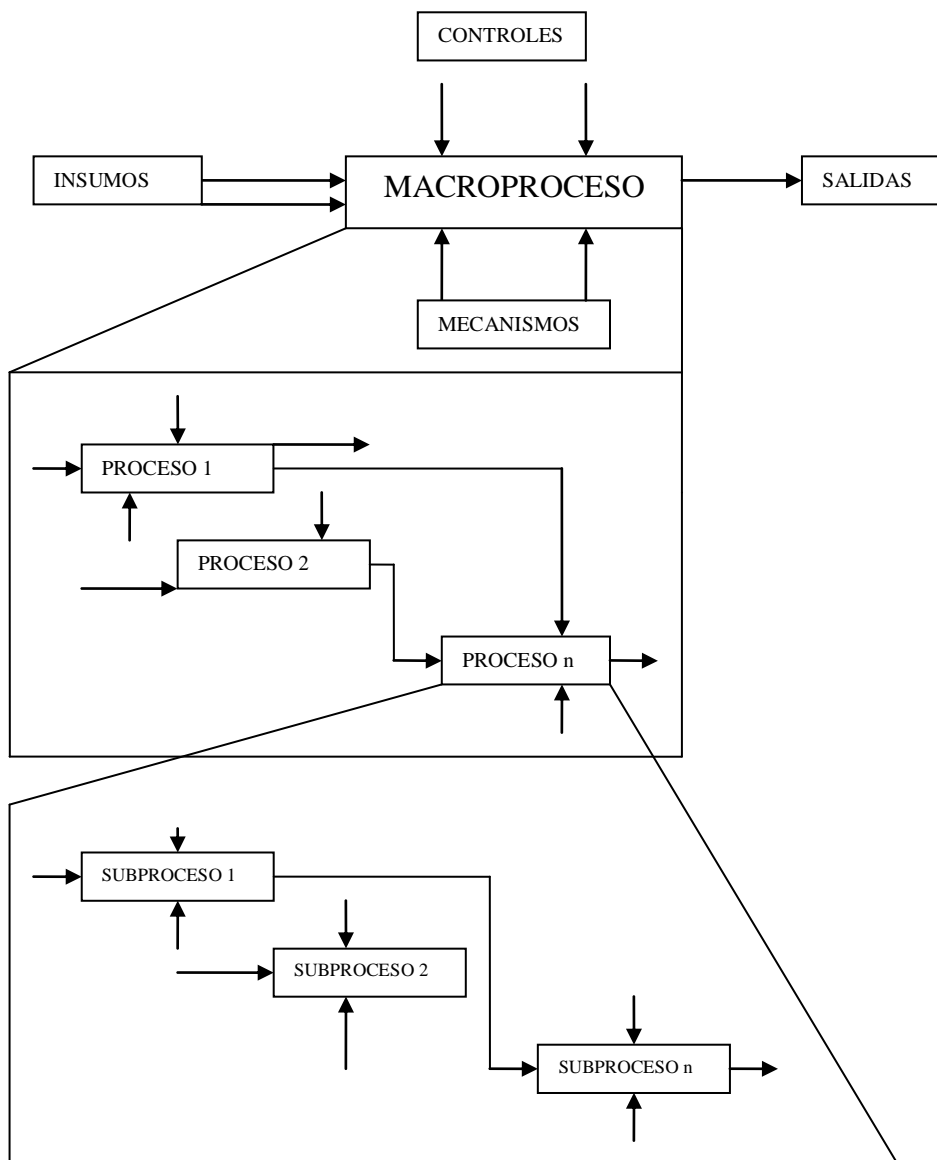 CONTROLES
INSUMOS
MACROPROCESO
SALIDAS
MECANISMOS
PROCESO 1
PROCESO 2
PROCESO n
SUBPROCESO 1
SUBPROCESO 2
SUBPROCESO n